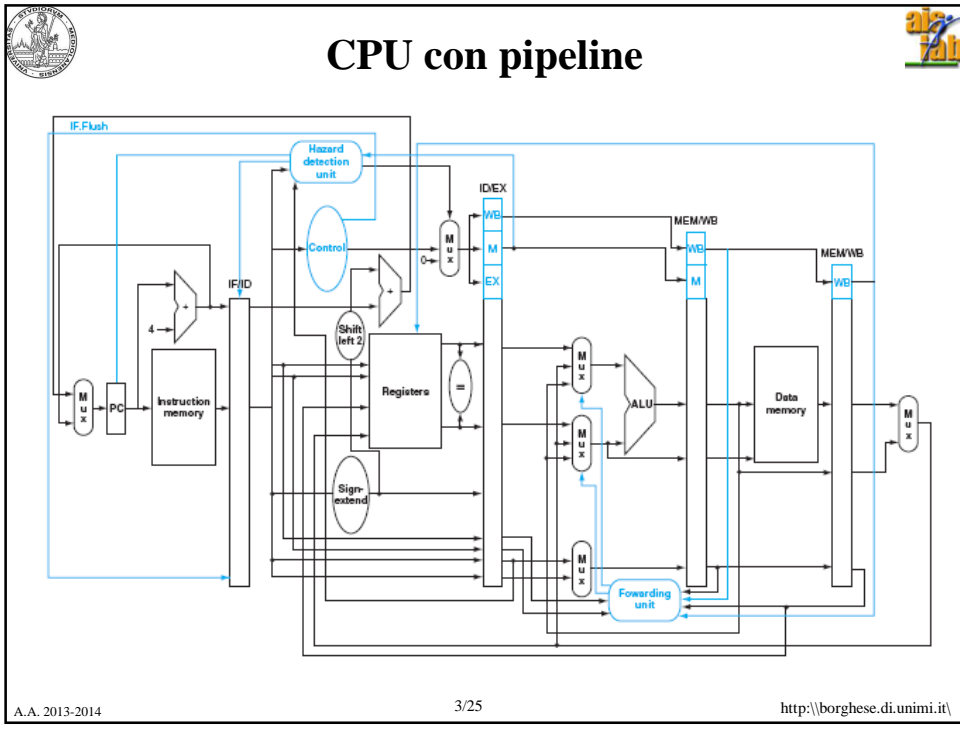 CPU con pipeline
IF.Flush
Hazard
detection
unit
ID/EX
WB
MEM/WB
Control
M
u
x
M
WB
MEM/WB
0
EX
M
WB
IF/ID
+
+
4
Shift
left 2
M
u
x
PC
Instruction
memory
Registers
=
M
u
x
ALU
Data
memory
M
u
x
M
u
x
Sign-
extend
M
u
x
Fowarding
unit
A.A. 2013-2014
3/25
http:\\borghese.di.unimi.it\